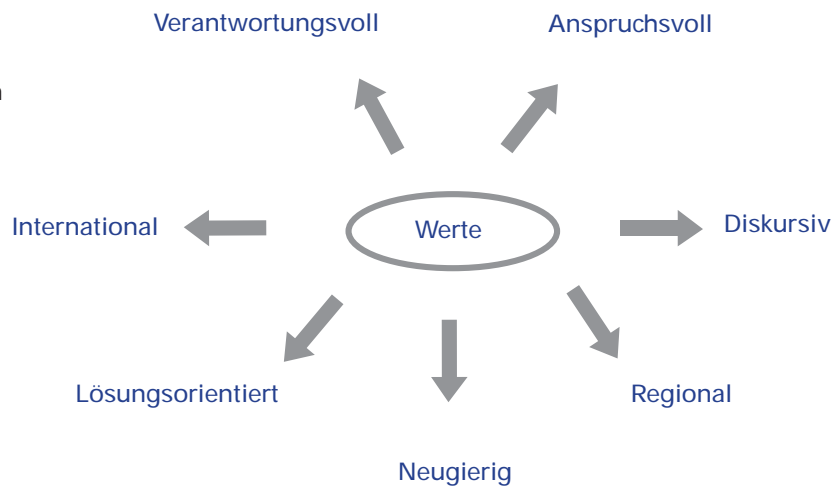 Verantwortungsvoll
Anspruchsvoll
International
Werte
Diskursiv
Lösungsorientiert
Regional
Neugierig